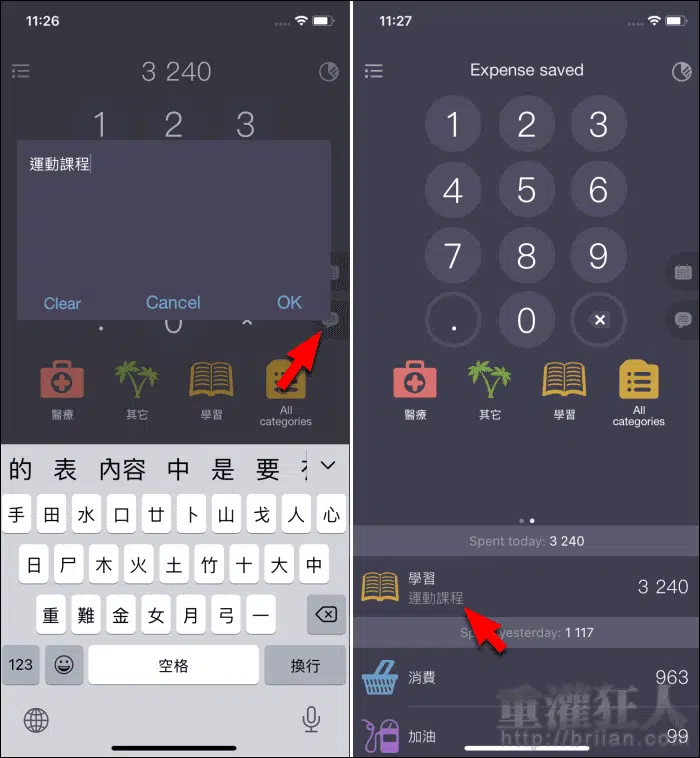 11:26
3 240
1 2 3
運動課程
Clear Cancel OK
. 0
醫療 其它 學習 All categories
的 表 內容 中 是 要
手 田 水 口 廿 卜 山 戈 人 心
日 尸 木 火 土 竹 十 大 中
重 難 金 女 月 弓 一
123 空格 換行
11:27
Expense saved
1 2 3
4 5 6
7 8 9
. 0 ×
醫療 其它 學習 All categories
Spent today: 3 240
學習
運動課程
3 240
yesterday: 1 117
消費 963
加油 99
重灌狂人
http://briian.com